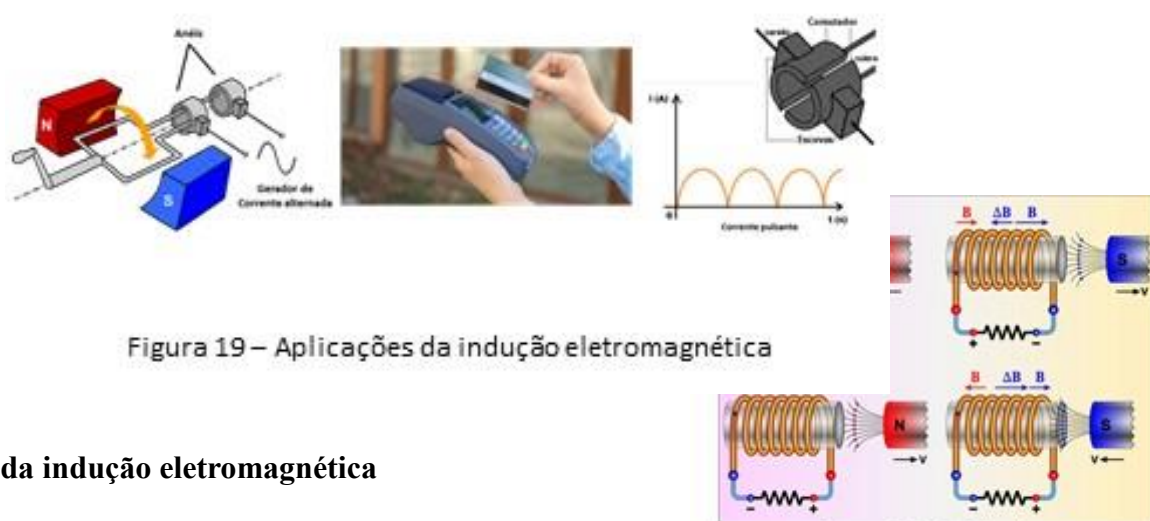 Anéis
N
S
Gerador de
Corrente alternada
Comutador
I (A)
0
t (s)
Corrente pulsante
B ΔB B
S
V
+ −
Figura 19 – Aplicações da indução eletromagnética
B ΔB B
N
S
V
V
− +
− +
da indução eletromagnética